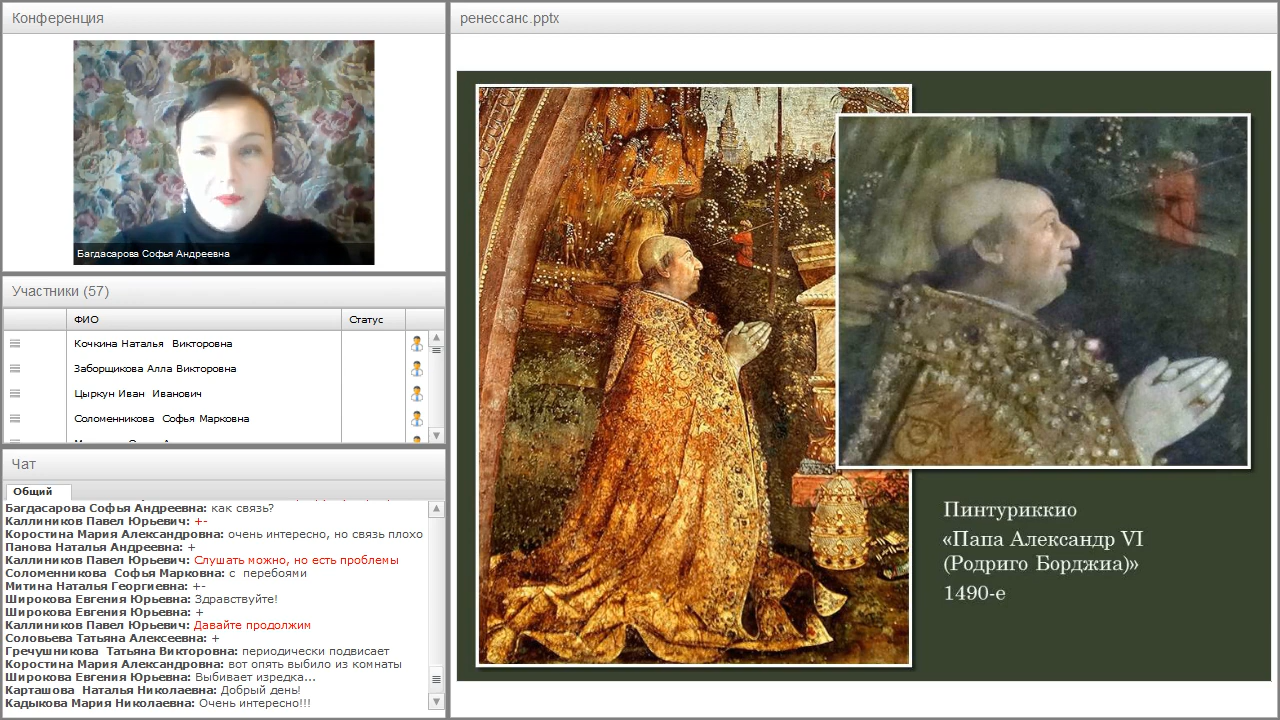 Конференция
Багдасарова Софья Андреевна
Участники (57)
ФИО
Статус
Кочкина Наталья Викторовна
Заборщикова Алла Викторовна
Цыркун Иван Иванович
Соломенникова Софья Марковна
Чат
Общий
Багдасарова Софья Андреевна: как связь?
Каллиников Павел Юрьевич: +-
Коростина Мария Александровна: очень интересно, но связь плохо
Панова Наталья Андреевна: +
Каллиников Павел Юрьевич: Слушать можно, но есть проблемы
Соломенникова Софья Марковна: с перебоями
Митина Наталья Георгиевна: +-
Широкова Евгения Юрьевна: Здравствуйте!
Широкова Евгения Юрьевна: +
Каллиников Павел Юрьевич: Давайте продолжим
Соловьева Татьяна Алексеевна: +
Гречушникова Татьяна Викторовна: периодически подвисает
Коростина Мария Александровна: вот опять выбило из комнаты
Широкова Евгения Юрьевна: Выбивает изредка...
Карташова Наталья Николаевна: Добрый день!
Кадыкова Мария Николаевна: Очень интересно!!!
ренессанс.pptx
Пинтуриккио
«Папа Александр VI
(Родриго Борджиа)»
1490-е